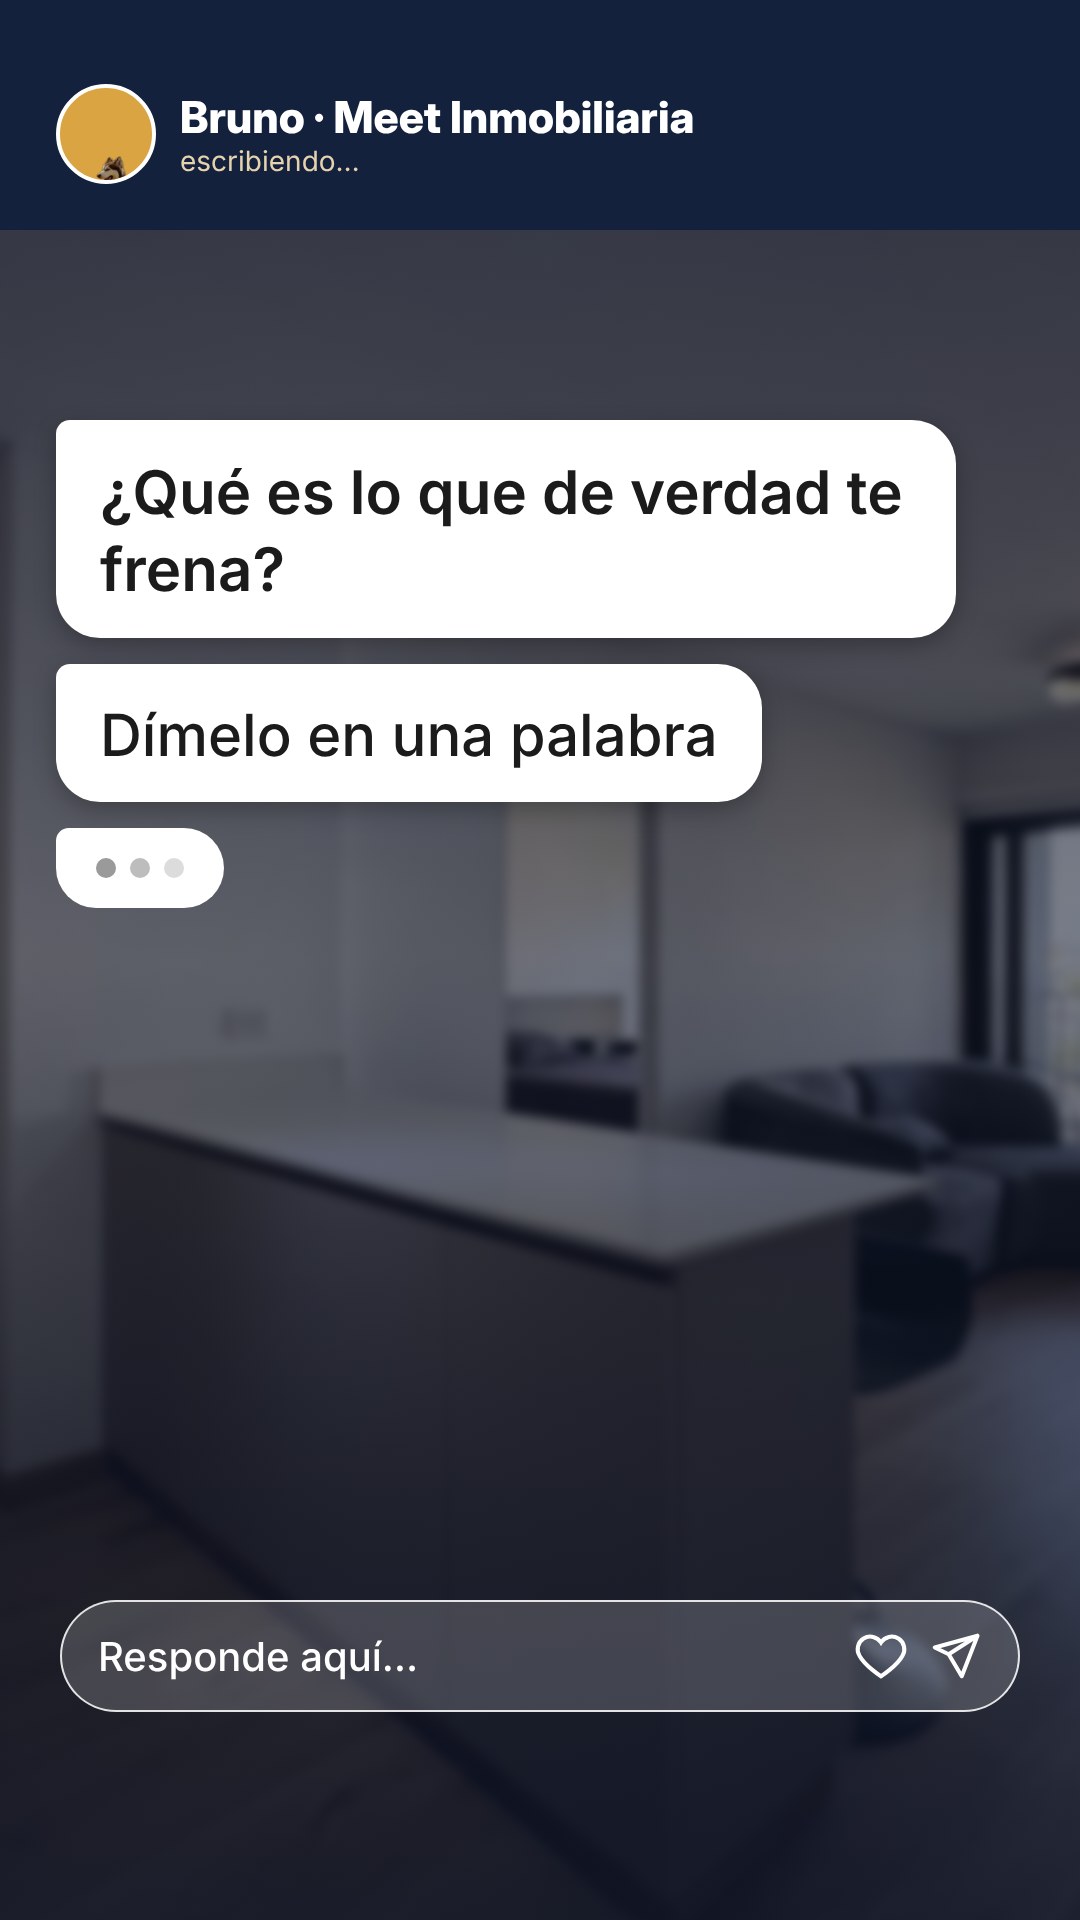 Bruno · Meet Inmobiliaria
escribiendo...
¿Qué es lo que de verdad te
frena?
Dímelo en una palabra
Responde aquí...